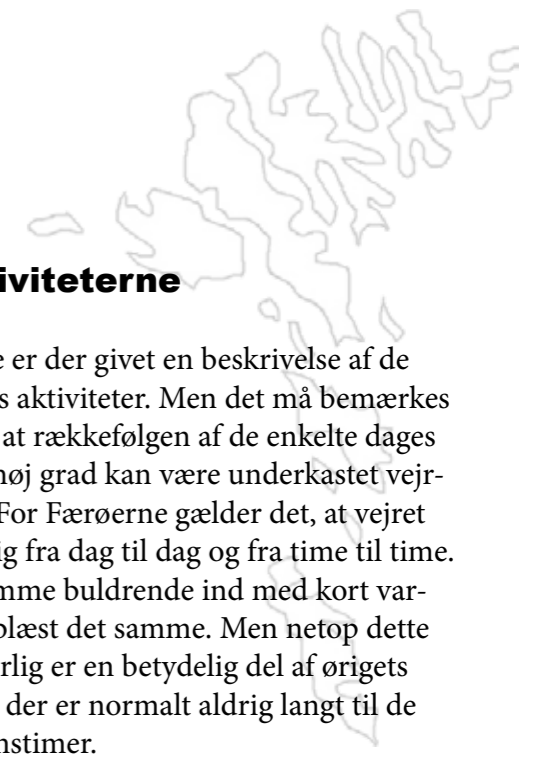 iviteterne
e er der givet en beskrivelse af de
s aktiviteter. Men det må bemærkes
at rækkefølgen af de enkelte dages
høj grad kan være underkastet vejr-
For Færøerne gælder det, at vejret
ig fra dag til dag og fra time til time.
mme buldrende ind med kort var-
blæst det samme. Men netop dette
rlig er en betydelig del af ørigets
der er normalt aldrig langt til de
nstimer.